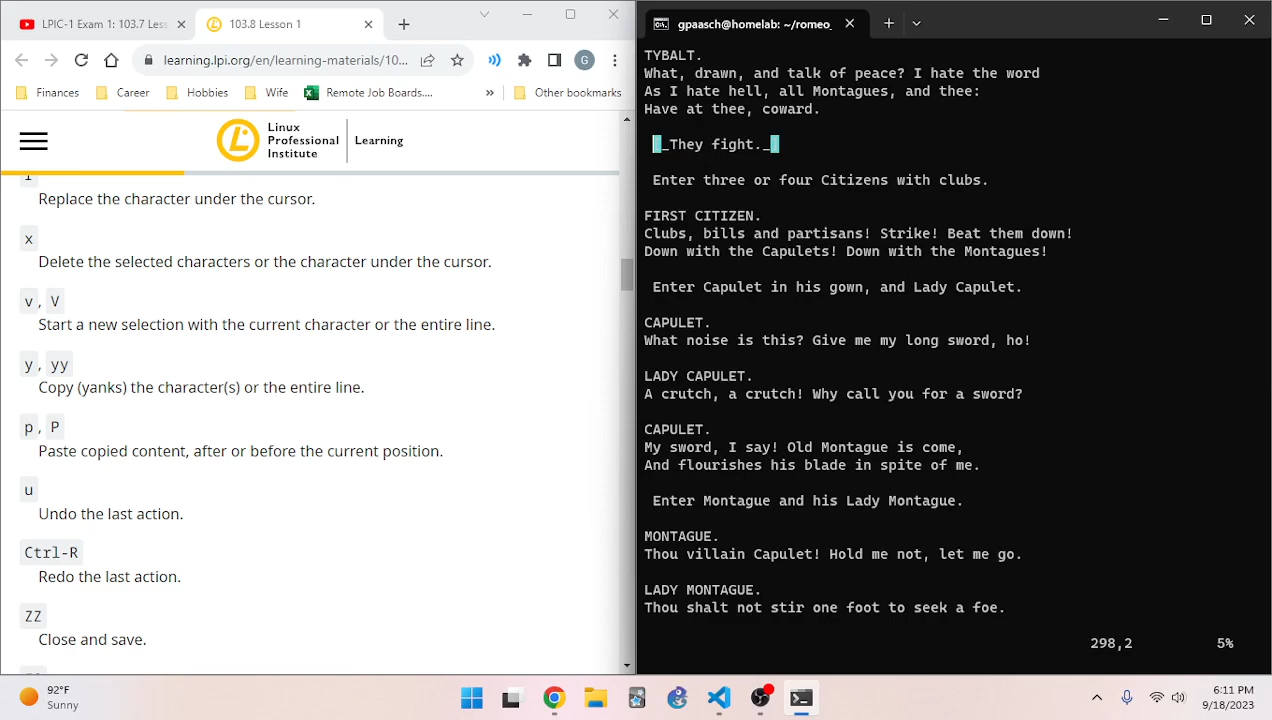 LPIC-1 Exam: 103.7
103.8 Lesson 1
learning.lpi.org/en/learning-materials/10...
G
Finances
Career
Hobbies
Wife
Remote Job Boards....
»
Other bookmarks
Linux
Professional
Institute
Learning
Replace the character under the cursor.
x
Delete the selected characters or the character under the cursor.
v, V
Start a new selection with the current character or the entire line.
y, yy
Copy (yanks) the character(s) or the entire line.
p, P
Paste copied content, after or before the current position.
u
Undo the last action.
Ctrl-R
Redo the last action.
ZZ
Close and save.
gpaasch@homelab: ~/romeo_
TYBALT.
What, drawn, and talk of peace? I hate the word
As I hate hell, all Montagues, and thee:
Have at thee, coward.
[_They fight._]
Enter three or four Citizens with clubs.
FIRST CITIZEN.
Clubs, bills and partisans! Strike! Beat them down!
Down with the Capulets! Down with the Montagues!
Enter Capulet in his gown, and Lady Capulet.
CAPULET.
What noise is this? Give me my long sword, ho!
LADY CAPULET.
A crutch, a crutch! Why call you for a sword?
CAPULET.
My sword, I say! Old Montague is come,
And flourishes his blade in spite of me.
Enter Montague and his Lady Montague.
MONTAGUE.
Thou villain Capulet! Hold me not, let me go.
LADY MONTAGUE.
Thou shalt not stir one foot to seek a foe.
298,2 5%
92°F
Sunny
6:11 PM
9/18/2023